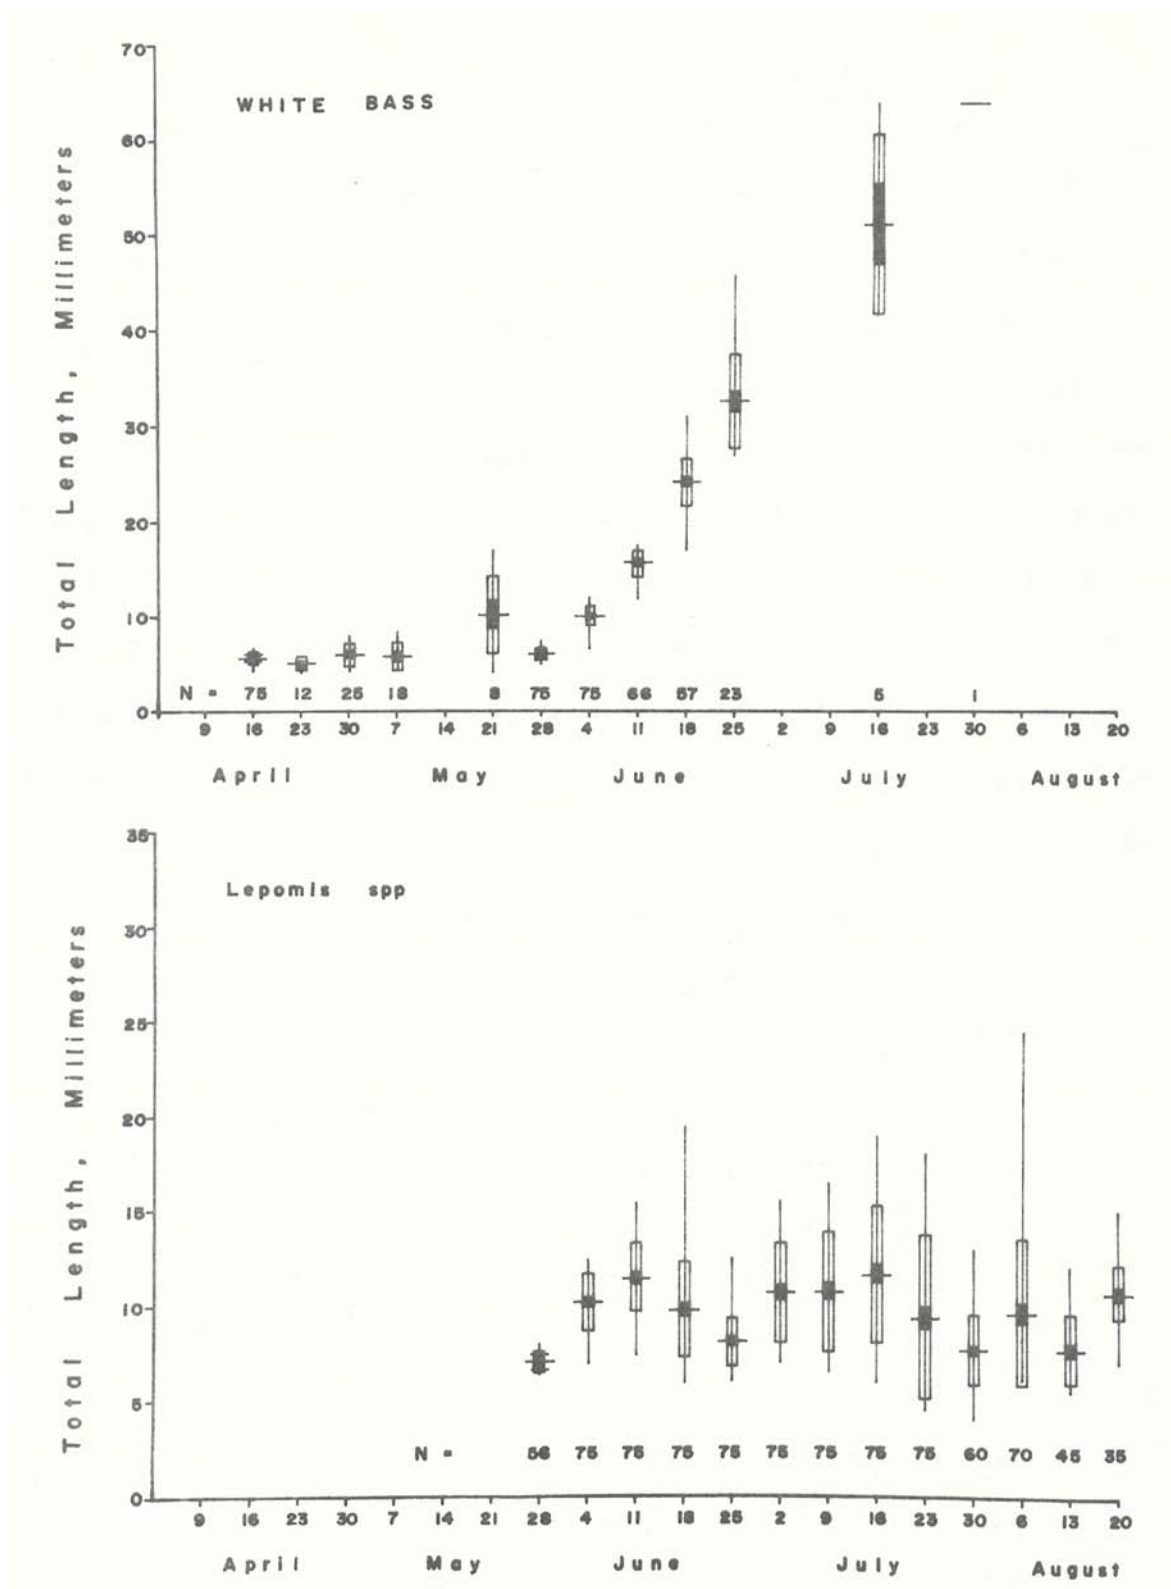 70
WHITE BASS
60
50
40
30
20
10
N = 75 12 25 18 8 75 75 66 57 23 5 1
0
9 16 23 30 7 14 21 28 4 11 18 25 2 9 16 23 30 6 13 20
April May June July August
Total Length, Millimeters
35
Lepomis spp
30
25
20
15
10
5
N = 56 75 75 75 75 75 75 75 75 60 70 45 35
0
9 16 23 30 7 14 21 28 4 11 18 25 2 9 16 23 30 6 13 20
April May June July August
Total Length, Millimeters